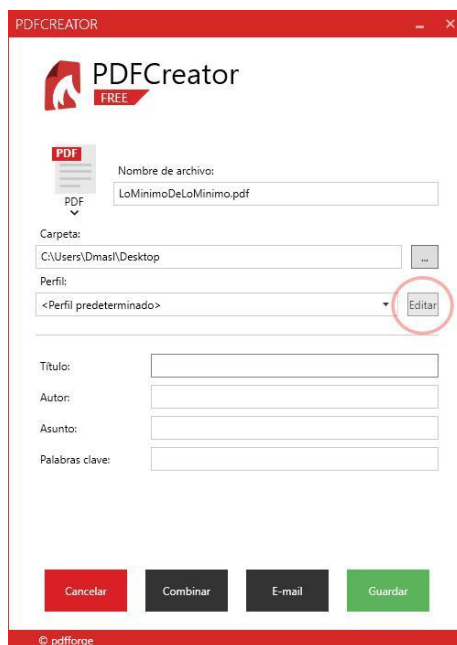 PDFCREATOR
PDFCreator
FREE
PDF
PDF
Nombre de archivo:
LoMinimoDeLoMinimo.pdf
Carpeta:
C:\Users\Dmasl\Desktop
...
Perfil:
<Perfil predeterminado>
Editar
Título:
Autor:
Asunto:
Palabras clave:
Cancelar
Combinar
E-mail
Guardar
© pdfforge